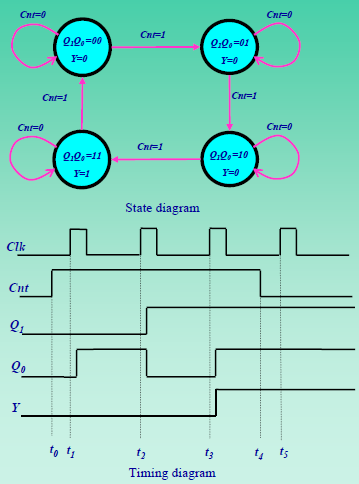 Cnt=0
Cnt=0
Cnt=1
Q1Q0=00
Y=0
Q1Q0=01
Y=0
Cnt=1
Cnt=1
Cnt=0
Cnt=0
Cnt=1
Q1Q0=11
Y=1
Q1Q0=10
Y=0
State diagram
Clk
Cnt
Q1
Q0
Y
t0 t1 t2 t3 t4 t5
Timing diagram